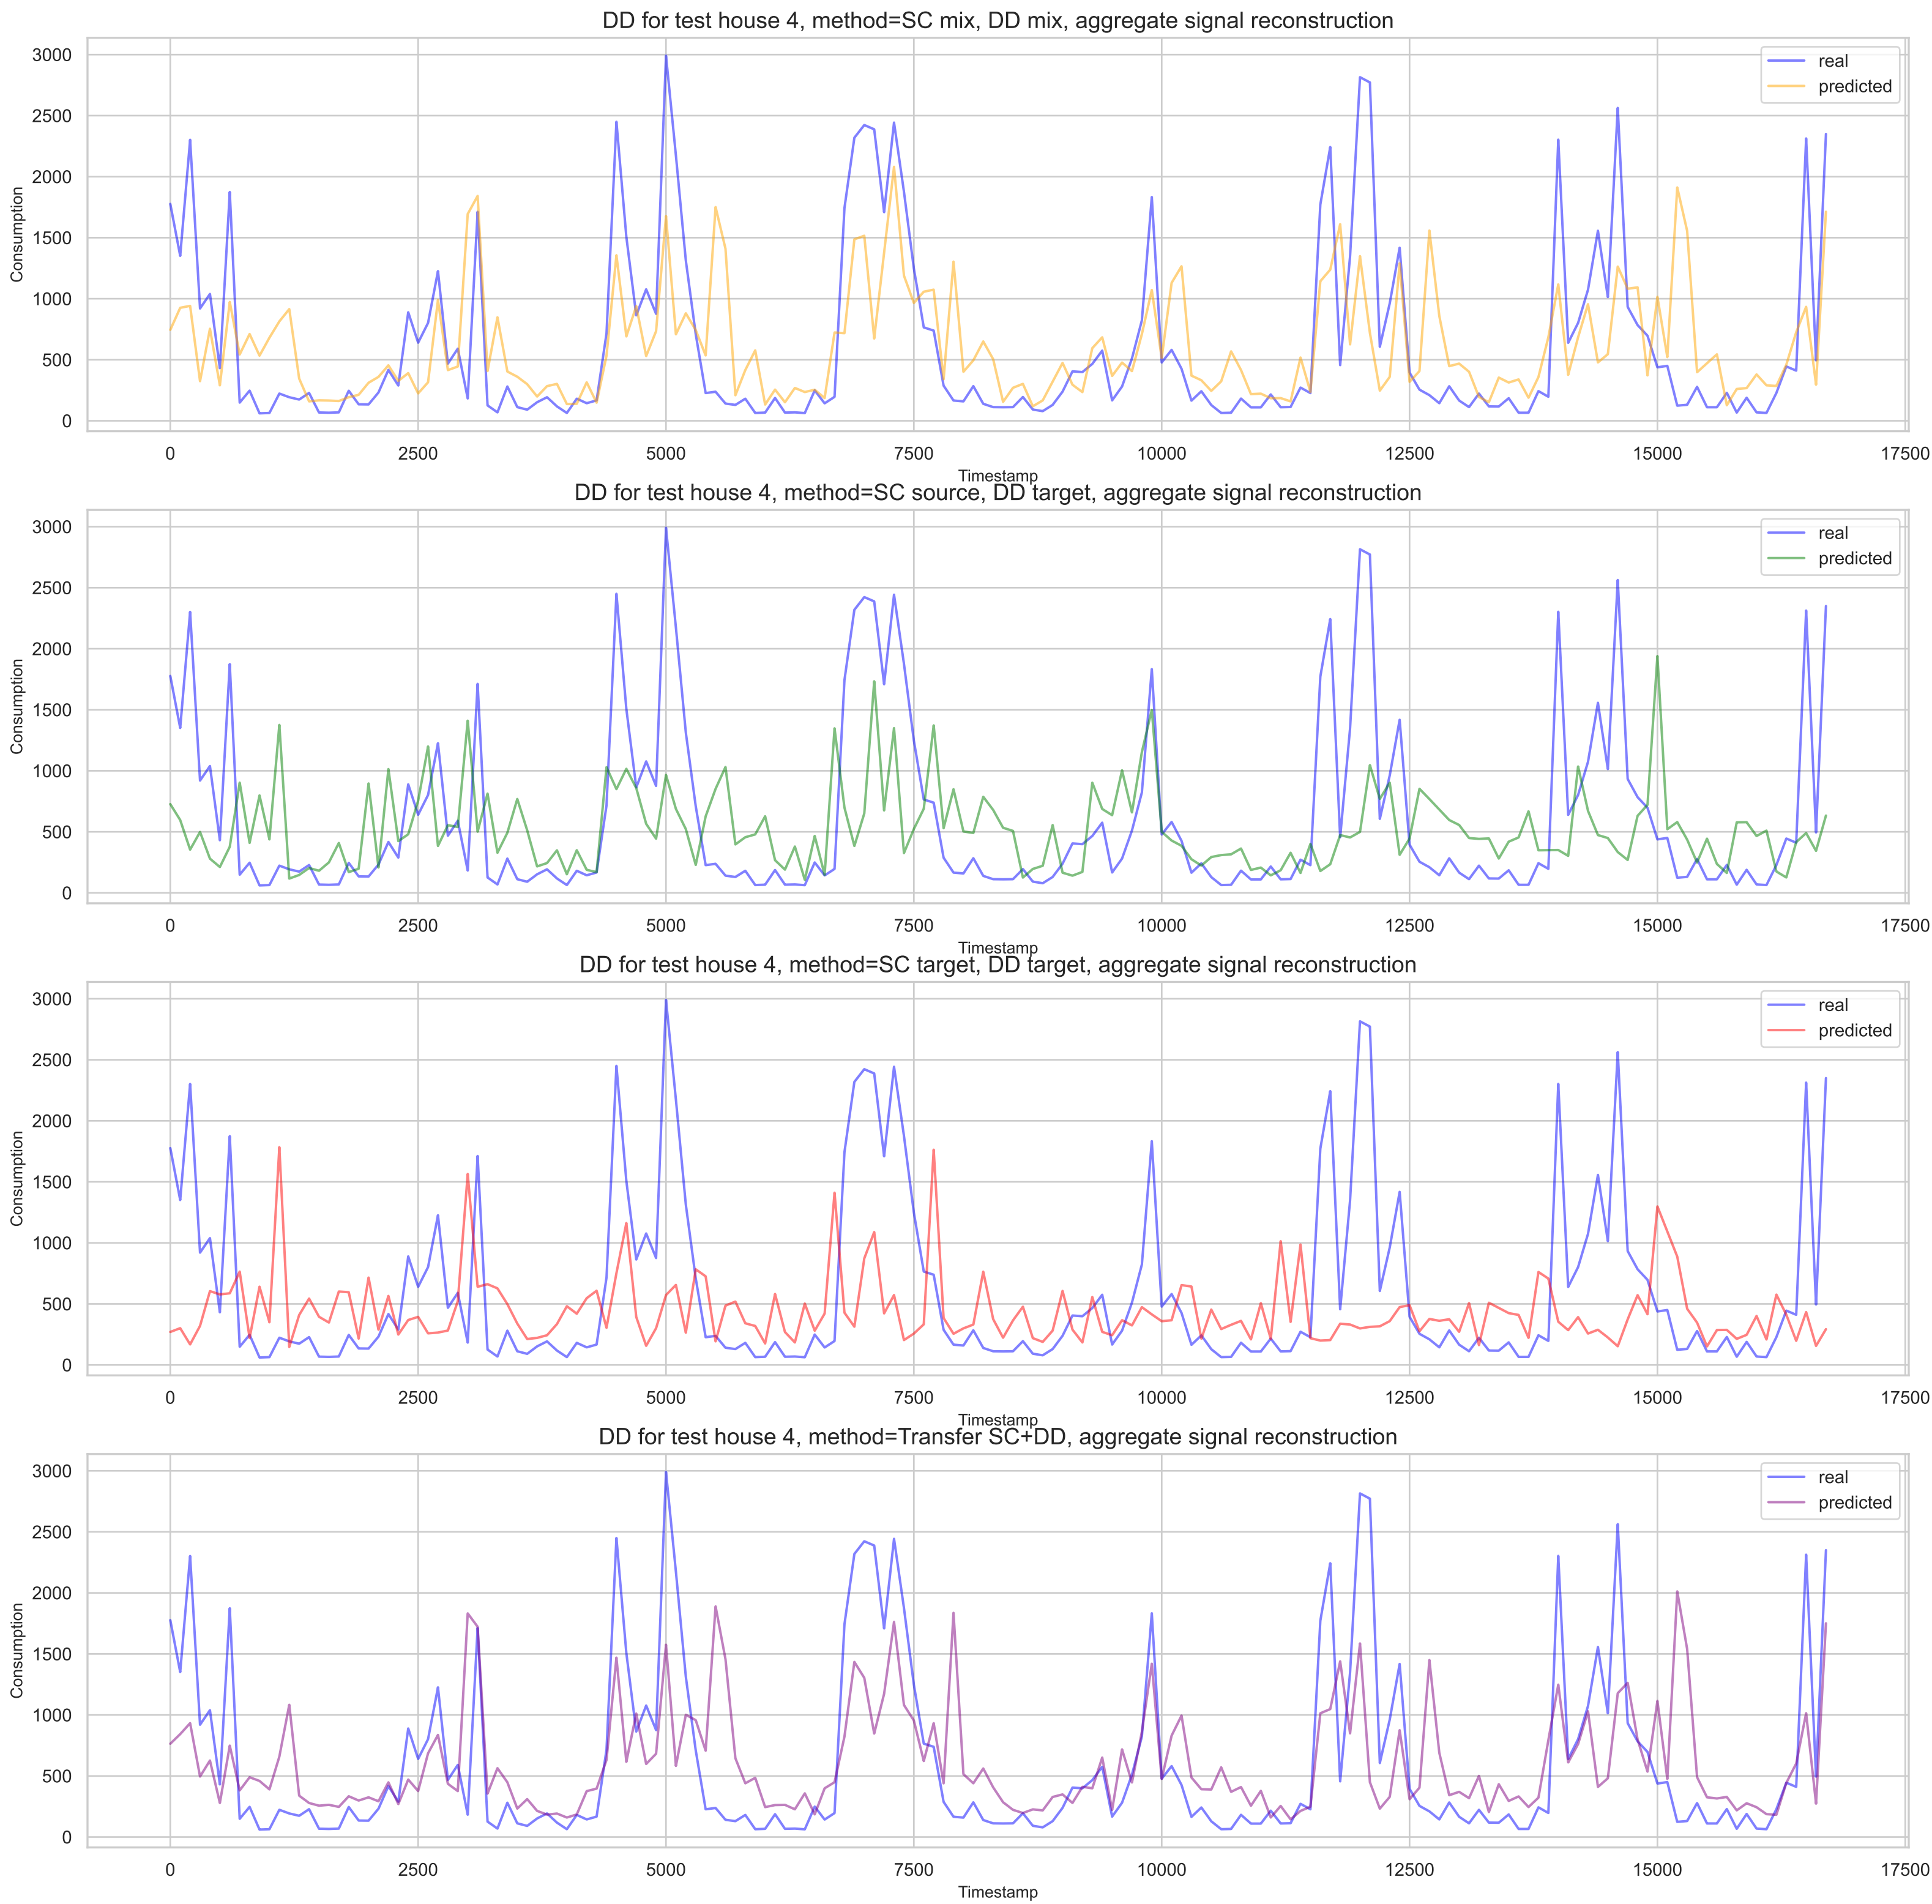 DD for test house 4, method=SC mix, DD mix, aggregate signal reconstruction
3000
2500
2000
1500
1000
500
0
Consumption
real
predicted
0 2500 5000 7500 10000 12500 15000 17500
Timestamp
DD for test house 4, method=SC source, DD target, aggregate signal reconstruction
3000
2500
2000
1500
1000
500
0
Consumption
real
predicted
0 2500 5000 7500 10000 12500 15000 17500
Timestamp
DD for test house 4, method=SC target, DD target, aggregate signal reconstruction
3000
2500
2000
1500
1000
500
0
Consumption
real
predicted
0 2500 5000 7500 10000 12500 15000 17500
Timestamp
DD for test house 4, method=Transfer SC+DD, aggregate signal reconstruction
3000
2500
2000
1500
1000
500
0
Consumption
real
predicted
0 2500 5000 7500 10000 12500 15000 17500
Timestamp